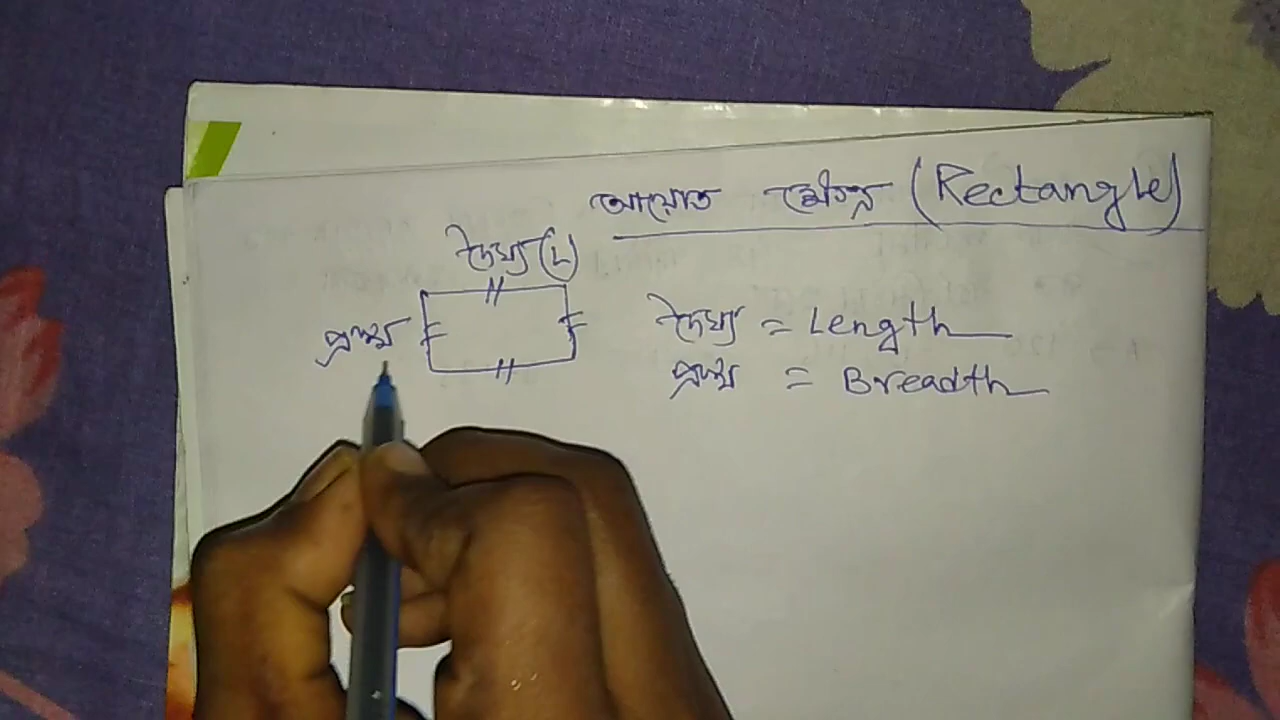 আয়োত ক্ষেত্র (Rectangle)
দৈর্ঘ্য (L)
প্রস্থ
দৈর্ঘ্য = Length
প্রস্থ = Breadth